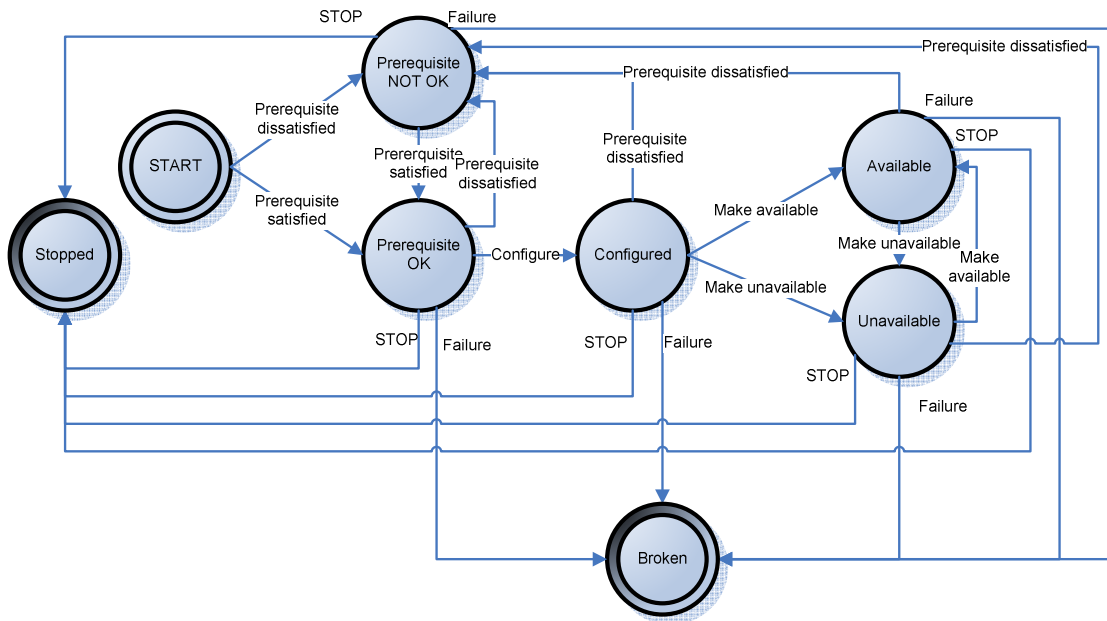 STOP
Failure
Prerequisite
NOT OK
Prerequisite dissatisfied
Prerequisite dissatisfied
Prerequisite
dissatisfied
START
Prerequisite
satisfied
Prerrequisite
satisfied
Prerequisite
dissatisfied
Prerequisite
dissatisfied
Failure
STOP
Available
Stopped
Prerequisite
OK
Configure
Configured
Make available
Make unavailable
Make unavailable
Make
available
Unavailable
STOP
Failure
STOP
Failure
STOP
Failure
Broken